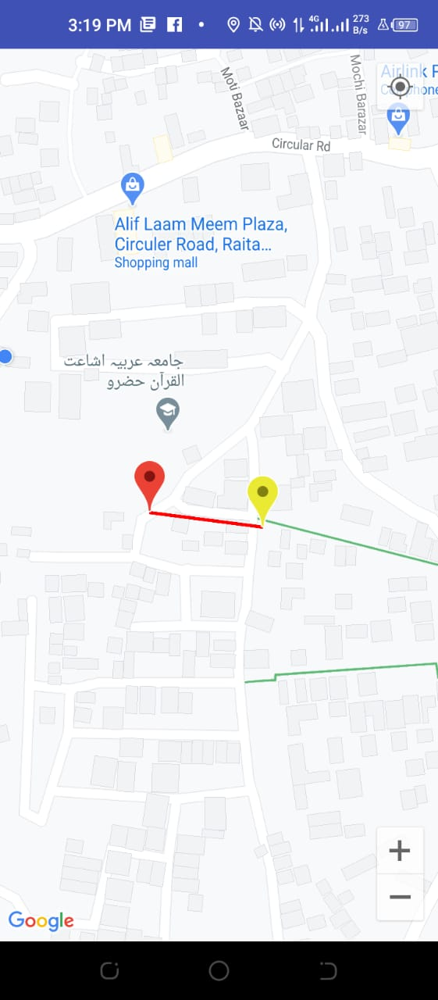 3:19 PM
4G
273
B/s
97
Moti Bazaar
Mochi Barazar
Circular Rd
Alif Laam Meem Plaza,
Circuler Road, Raita...
Shopping mall
جامعہ عربیہ اشاعت
القرآن حضرو
+
−
Google